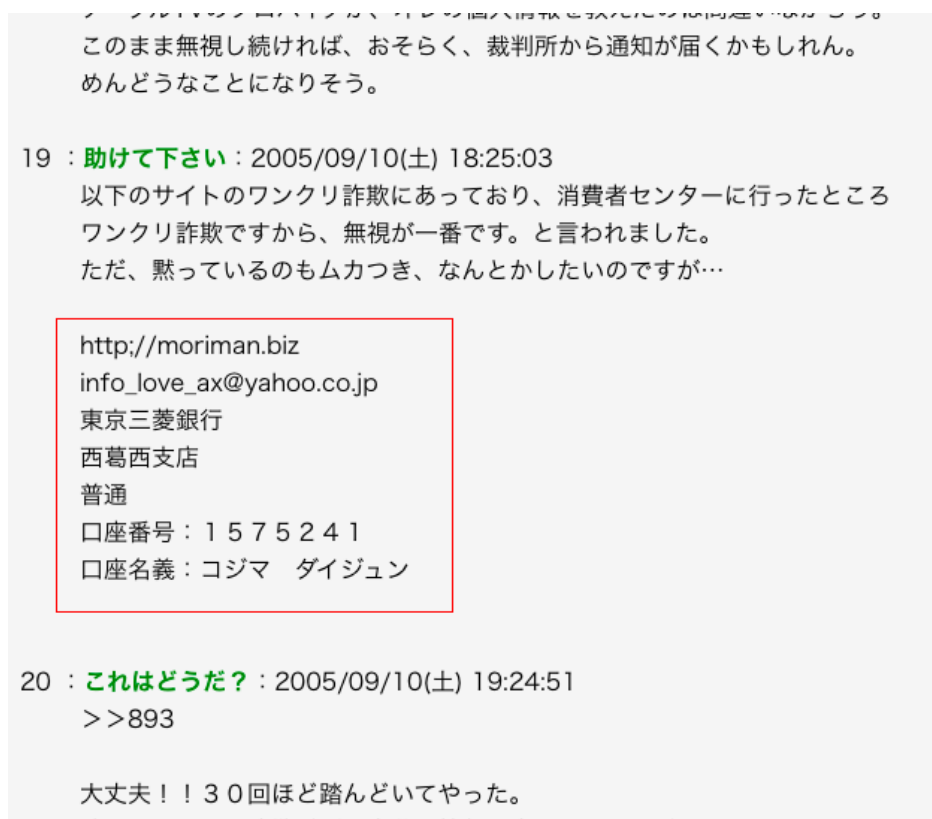 このまま無視し続ければ、おそらく、裁判所から通知が届くかもしれん。
めんどうなことになりそう。
19 ：助けて下さい：2005/09/10(土) 18:25:03
以下のサイトのワンクリ詐欺にあっており、消費者センターに行ったところ
ワンクリ詐欺ですから、無視が一番です。と言われました。
ただ、黙っているのもムカつき、なんとかしたいのですが…
http;//moriman.biz
info_love_ax@yahoo.co.jp
東京三菱銀行
西葛西支店
普通
口座番号：１５７５２４１
口座名義：コジマ　ダイジュン
20 ：これはどうだ？：2005/09/10(土) 19:24:51
＞＞893
大丈夫！！３０回ほど踏んどいてやった。